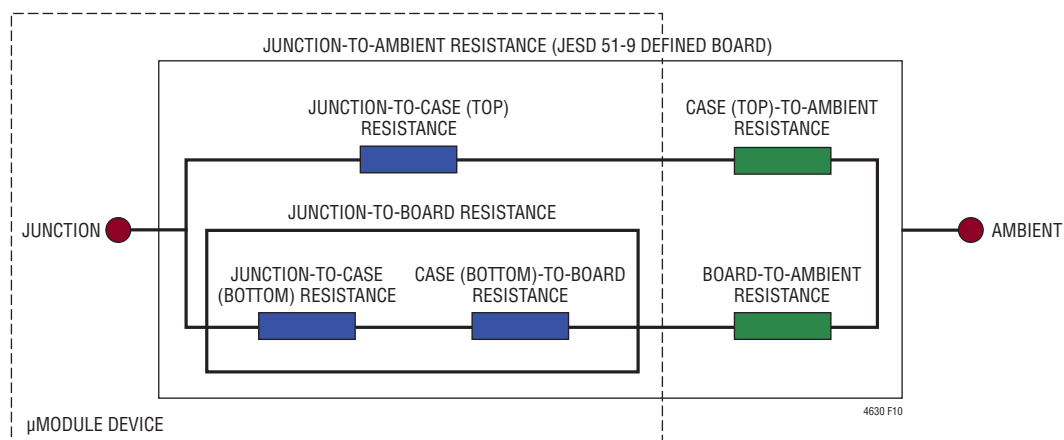 JUNCTION-TO-AMBIENT RESISTANCE (JESD 51-9 DEFINED BOARD)
JUNCTION-TO-CASE (TOP)
RESISTANCE
CASE (TOP)-TO-AMBIENT
RESISTANCE
JUNCTION-TO-BOARD RESISTANCE
JUNCTION
AMBIENT
JUNCTION-TO-CASE
(BOTTOM) RESISTANCE
CASE (BOTTOM)-TO-BOARD
RESISTANCE
BOARD-TO-AMBIENT
RESISTANCE
4630 F10
µMODULE DEVICE